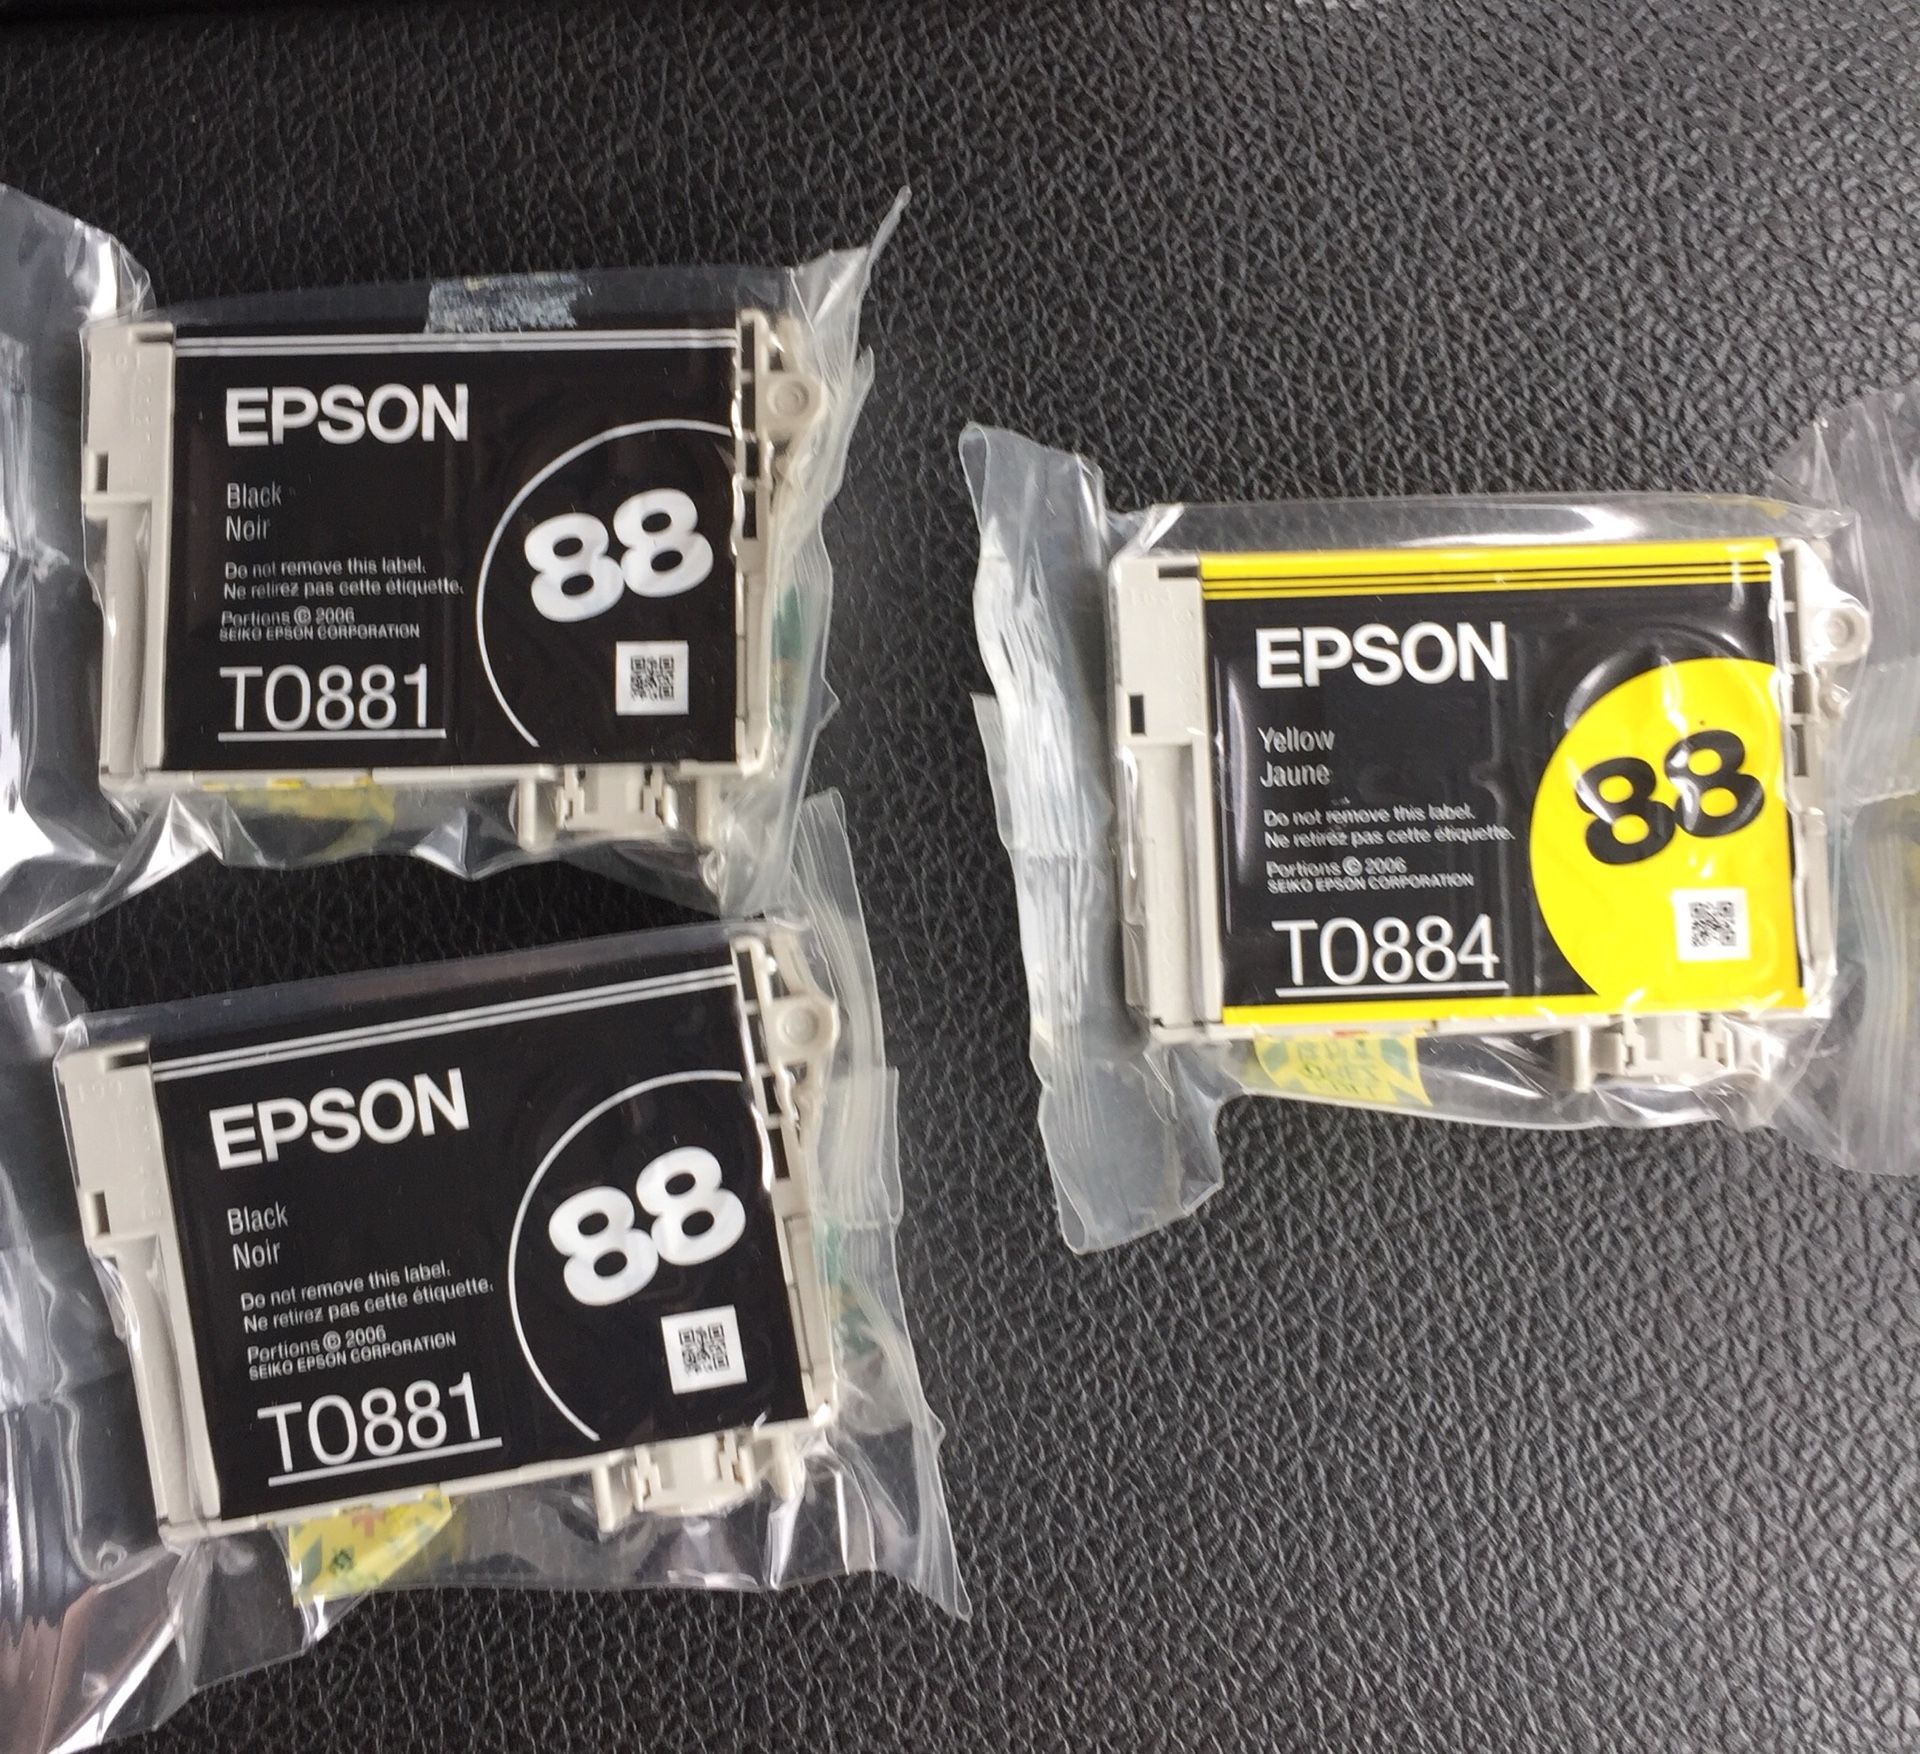 EPSON
Black
Noir
88
Do not remove this label.
Ne retirez pas cette étiquette.
Portions © 2006
SEIKO EPSON CORPORATION
T0881
EPSON
Yellow
Jaune
88
Do not remove this label.
Ne retirez pas cette étiquette.
Portions © 2006
SEIKO EPSON CORPORATION
T0884
EPSON
Black
Noir
88
Do not remove this label.
Ne retirez pas cette étiquette.
Portions © 2006
SEIKO EPSON CORPORATION
T0881